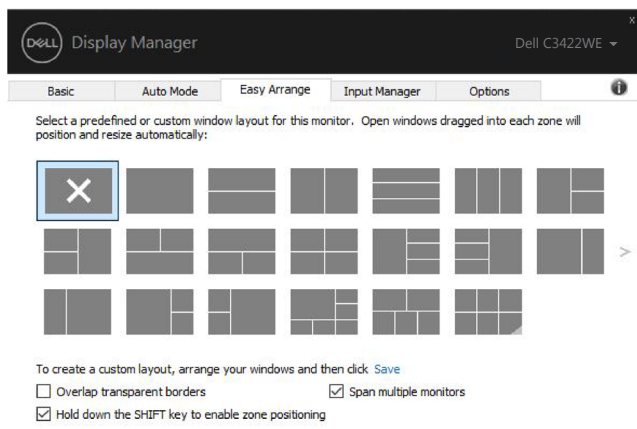 x
DELL Display Manager Dell C3422WE
Basic Auto Mode Easy Arrange Input Manager Options i
Select a predefined or custom window layout for this monitor. Open windows dragged into each zone will
position and resize automatically:
>
To create a custom layout, arrange your windows and then click Save
Overlap transparent borders Span multiple monitors
Hold down the SHIFT key to enable zone positioning